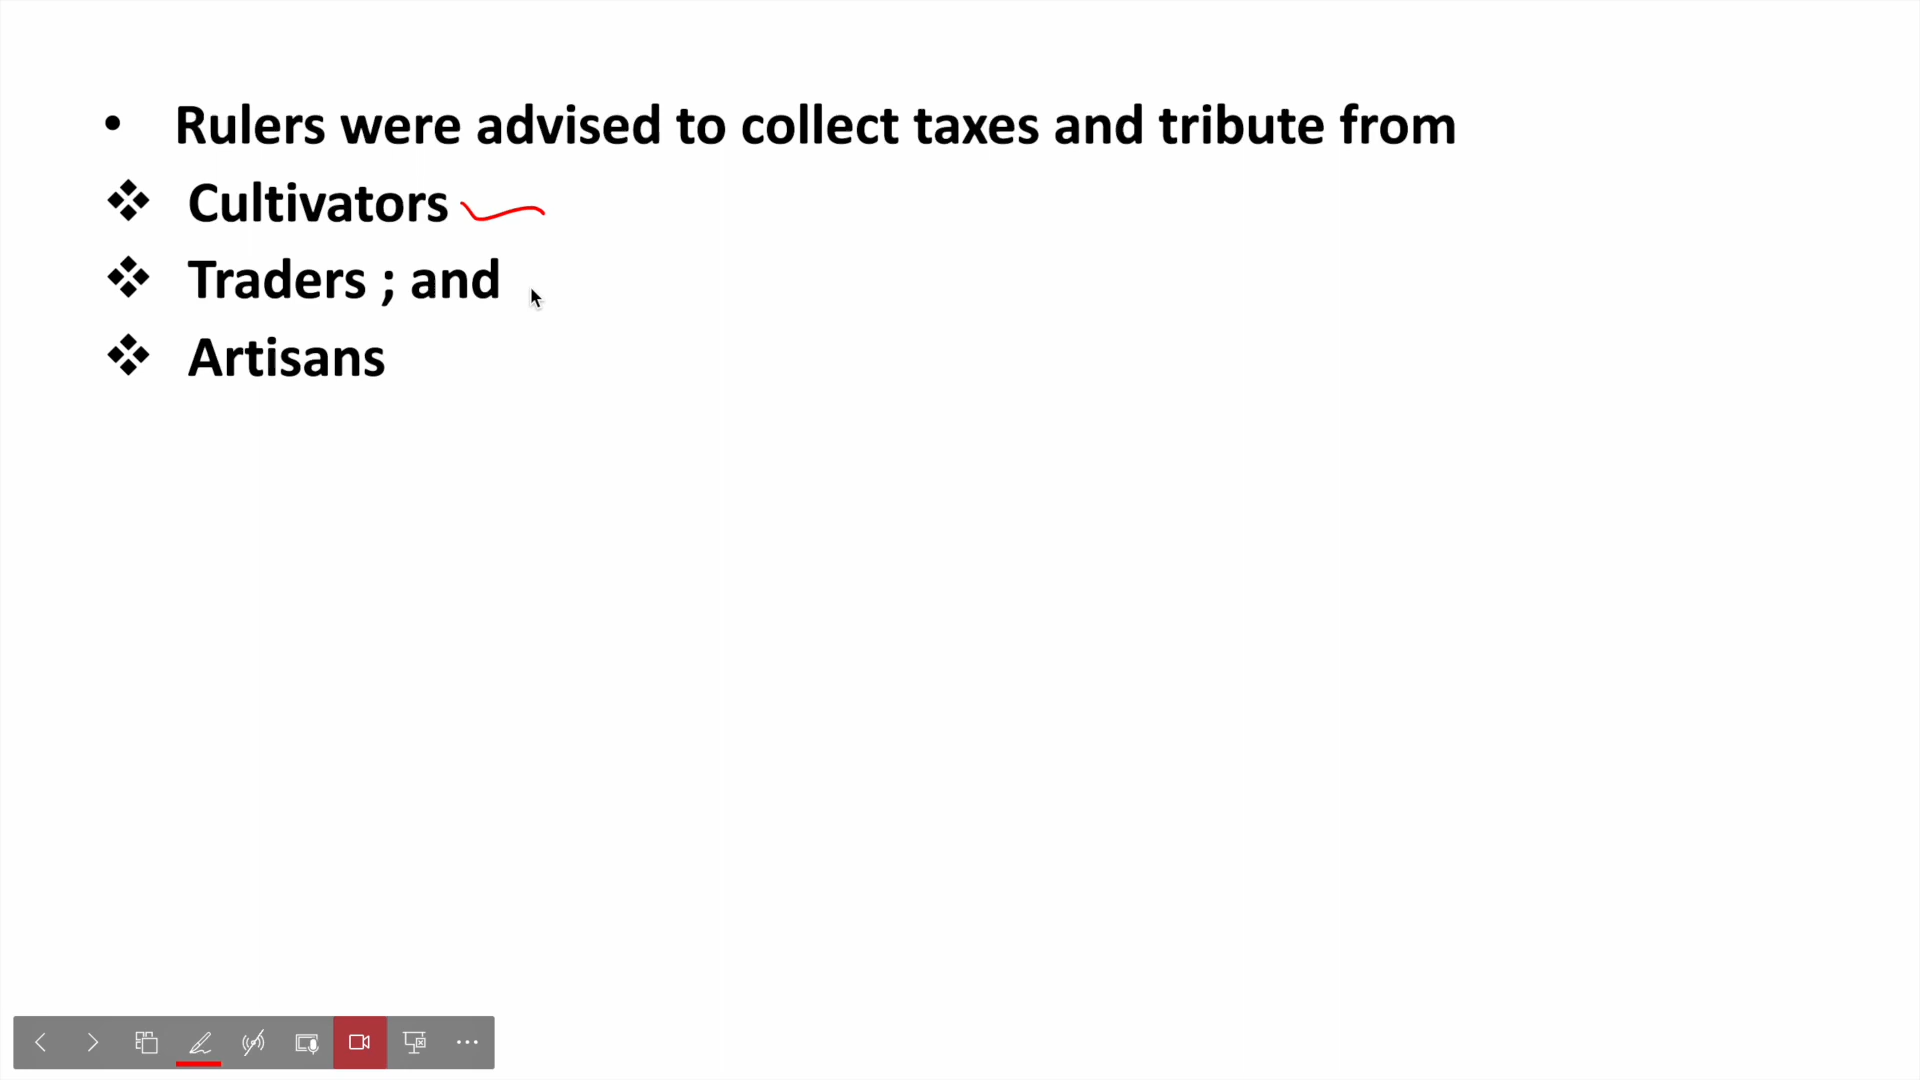 • Rulers were advised to collect taxes and tribute from
❖ Cultivators
❖ Traders ; and
❖ Artisans